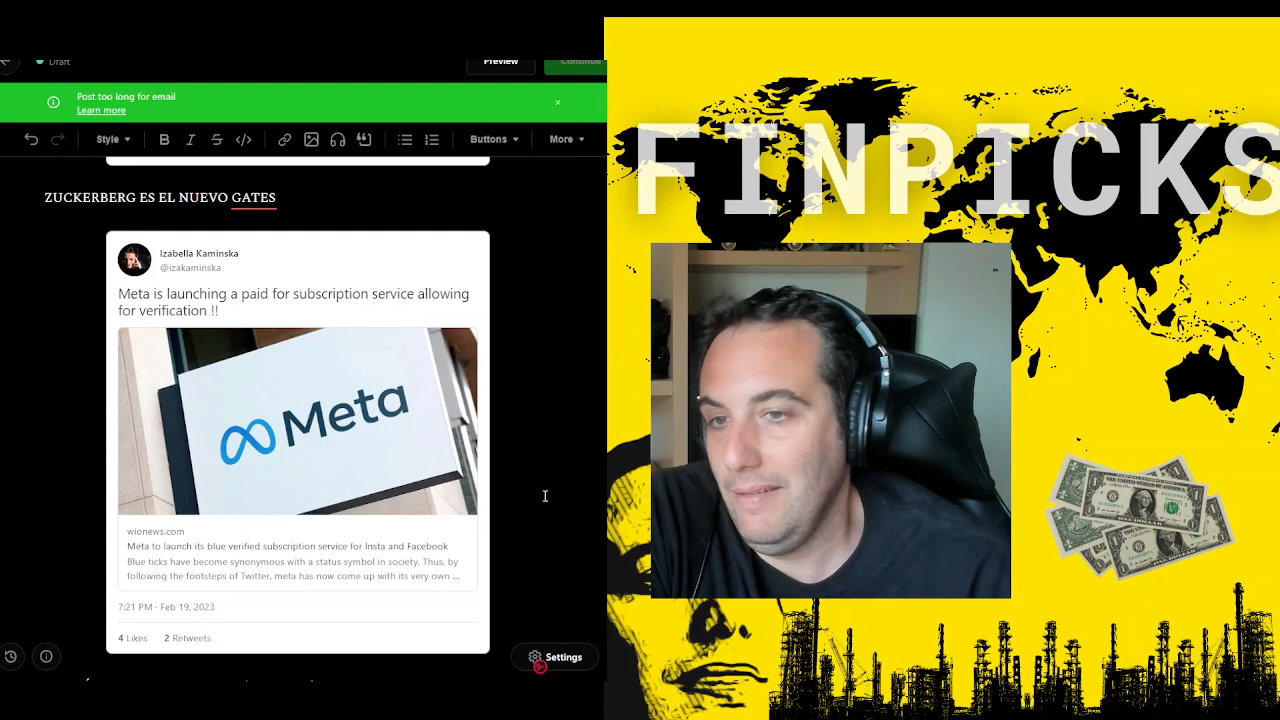 Draft
Preview
Continue
Post too long for email
Learn more
Style
B I S
Buttons
More
ZUCKERBERG ES EL NUEVO GATES
Izabella Kaminska
@izakaminska
Meta is launching a paid for subscription service allowing
for verification !!
Meta
wionews.com
Meta to launch its blue verified subscription service for Insta and Facebook
Blue ticks have become synonymous with a status symbol in society. Thus, by
following the footsteps of Twitter, meta has now come up with its very own ...
7:21 PM · Feb 19, 2023
4 Likes 2 Retweets
Settings
FINPICKS
ONE DOLLAR